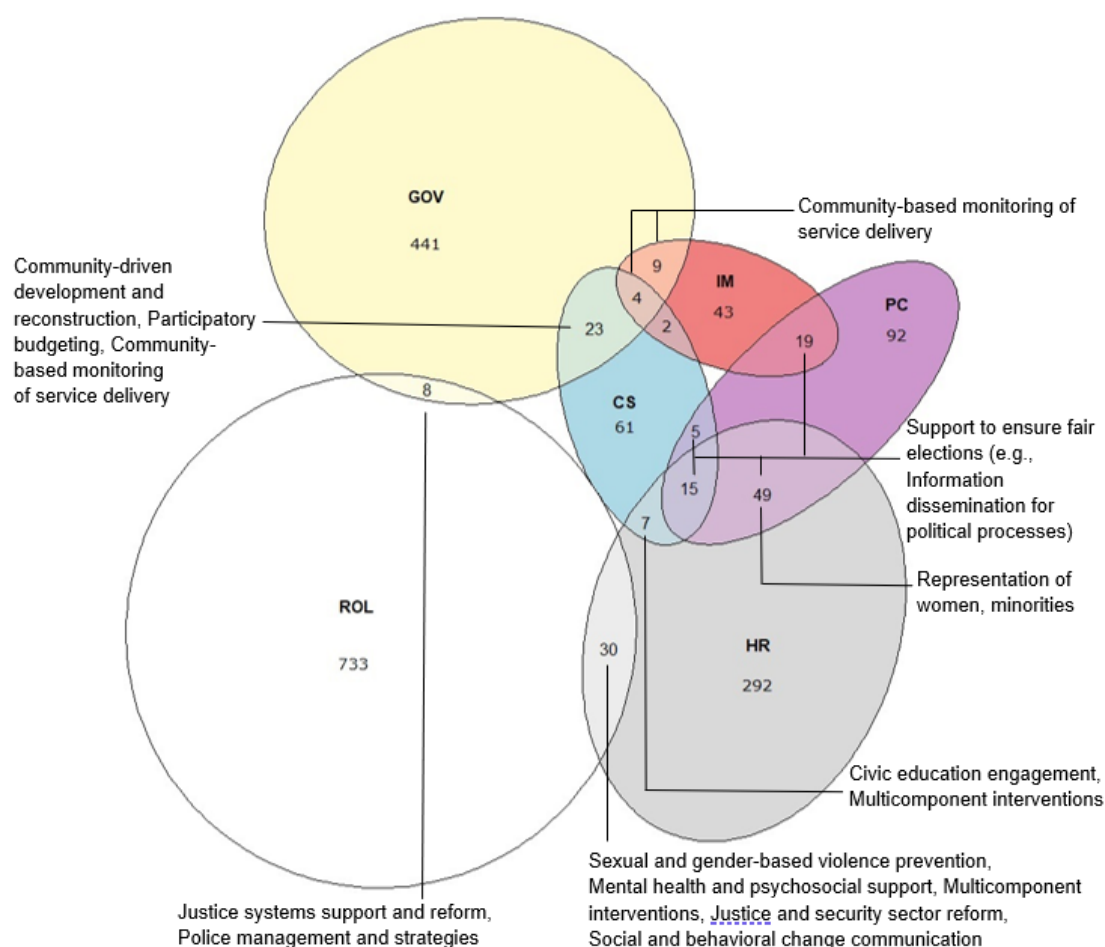 GOV
441
Community-based monitoring of
service delivery
Community-driven
development and
reconstruction, Participatory
budgeting, Community-
based monitoring
of service delivery
9
IM
43
4
2
23
PC
92
19
8
CS
61
5
15
49
7
Support to ensure fair
elections (e.g.,
Information
dissemination for
political processes)
Representation of
women, minorities
ROL
733
30
HR
292
Civic education engagement,
Multicomponent interventions
Sexual and gender-based violence prevention,
Mental health and psychosocial support, Multicomponent
interventions, Justice and security sector reform,
Social and behavioral change communication
Justice systems support and reform,
Police management and strategies